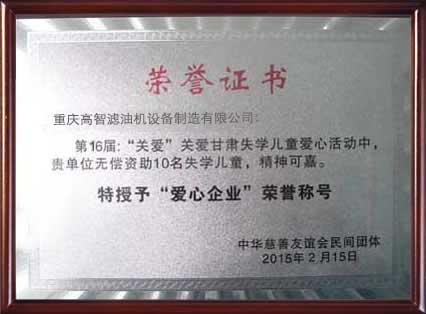 荣誉证书
重庆高智滤油机设备制造有限公司:
第16届:“关爱”关爱甘肃失学儿童爱心活动中,
贵单位无偿资助10名失学儿童,精神可嘉。
特授予“爱心企业”荣誉称号
中华慈善友谊会民间团体
2015年2月15日